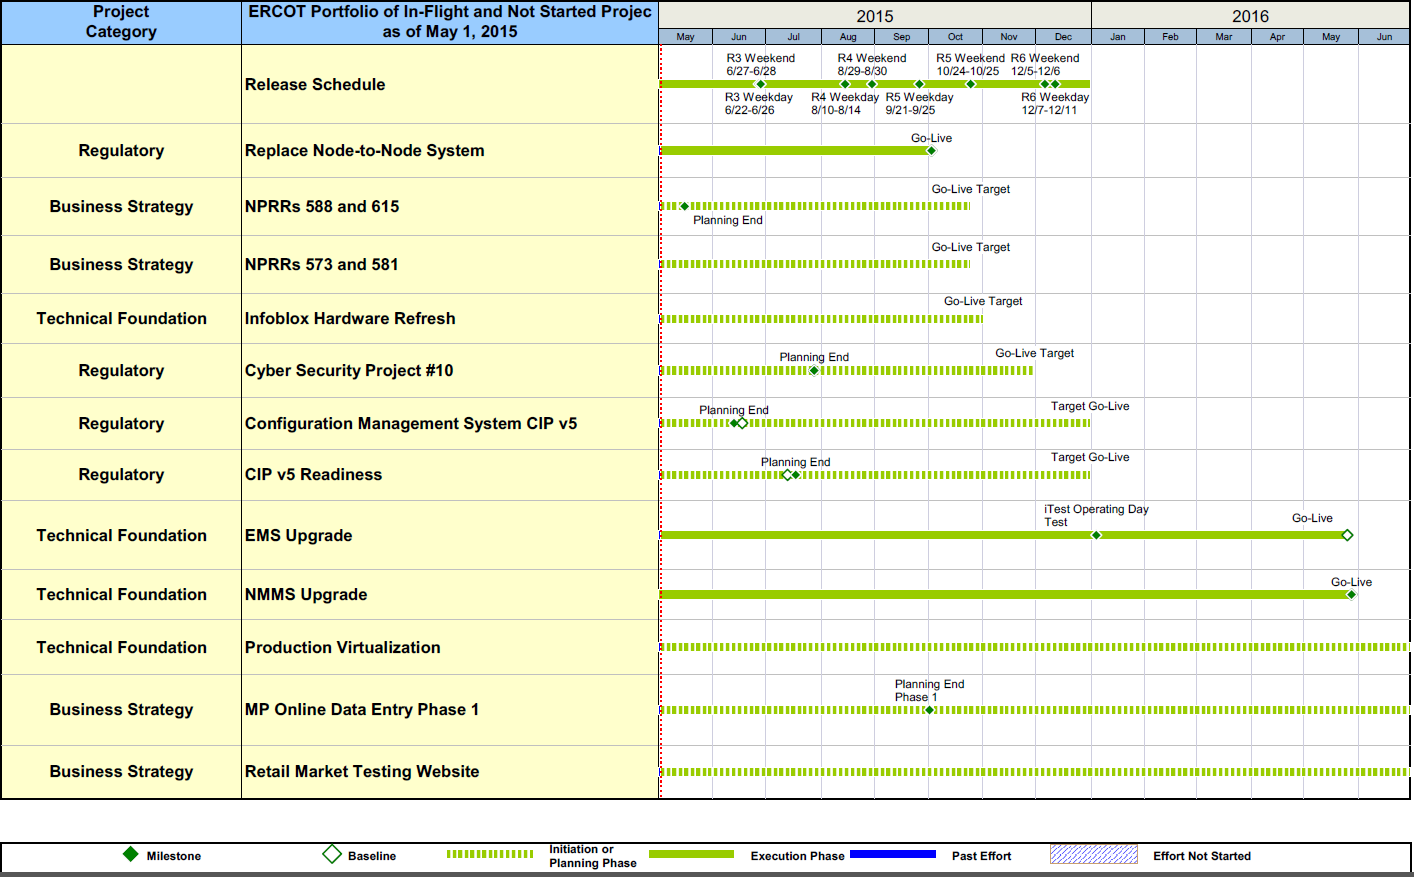 Project
Category
ERCOT Portfolio of In-Flight and Not Started Projec
as of May 1, 2015
2015
2016
May Jun Jul Aug Sep Oct Nov Dec Jan Feb Mar Apr May Jun
Release Schedule
R3 Weekend
6/27-6/28
R4 Weekend
8/29-8/30
R5 Weekend
10/24-10/25
R6 Weekend
12/5-12/6
R3 Weekday
6/22-6/26
R4 Weekday
8/10-8/14
R5 Weekday
9/21-9/25
R6 Weekday
12/7-12/11
Regulatory
Replace Node-to-Node System
Go-Live
Business Strategy
NPRRs 588 and 615
Go-Live Target
Planning End
Business Strategy
NPRRs 573 and 581
Go-Live Target
Technical Foundation
Infoblox Hardware Refresh
Go-Live Target
Regulatory
Cyber Security Project #10
Planning End
Go-Live Target
Regulatory
Configuration Management System CIP v5
Planning End
Target Go-Live
Regulatory
CIP v5 Readiness
Planning End
Target Go-Live
Technical Foundation
EMS Upgrade
iTest Operating Day
Test
Go-Live
Technical Foundation
NMMS Upgrade
Go-Live
Technical Foundation
Production Virtualization
Business Strategy
MP Online Data Entry Phase 1
Planning End
Phase 1
Business Strategy
Retail Market Testing Website
Milestone
Baseline
Initiation or
Planning Phase
Execution Phase
Past Effort
Effort Not Started